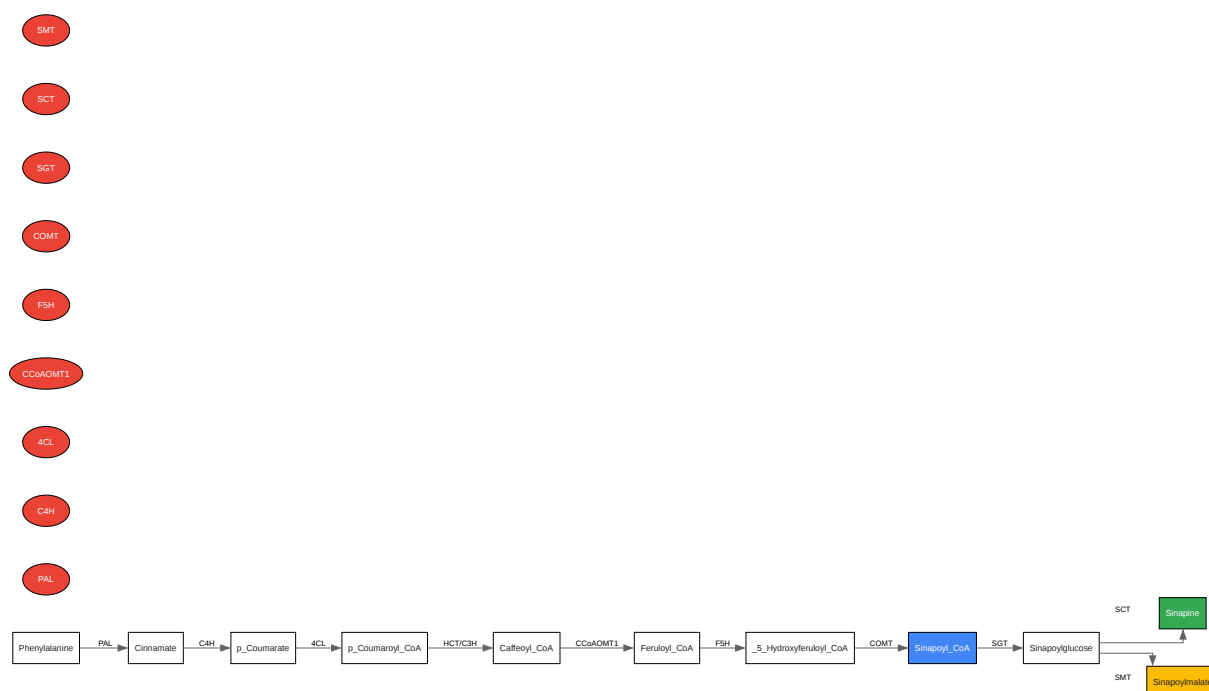 SMT
SCT
SGT
COMT
F5H
CCoAOMT1
4CL
C4H
PAL
Phenylalanine
PAL
Cinnamate
C4H
p_Coumarate
4CL
p_Coumaroyl_CoA
HCT/C3H
Caffeoyl_CoA
CCoAOMT1
Feruloyl_CoA
F5H
_5_Hydroxyferuloyl_CoA
COMT
Sinapoyl_CoA
SGT
Sinapoylglucose
SCT
Sinapine
SMT
Sinapoylmalate